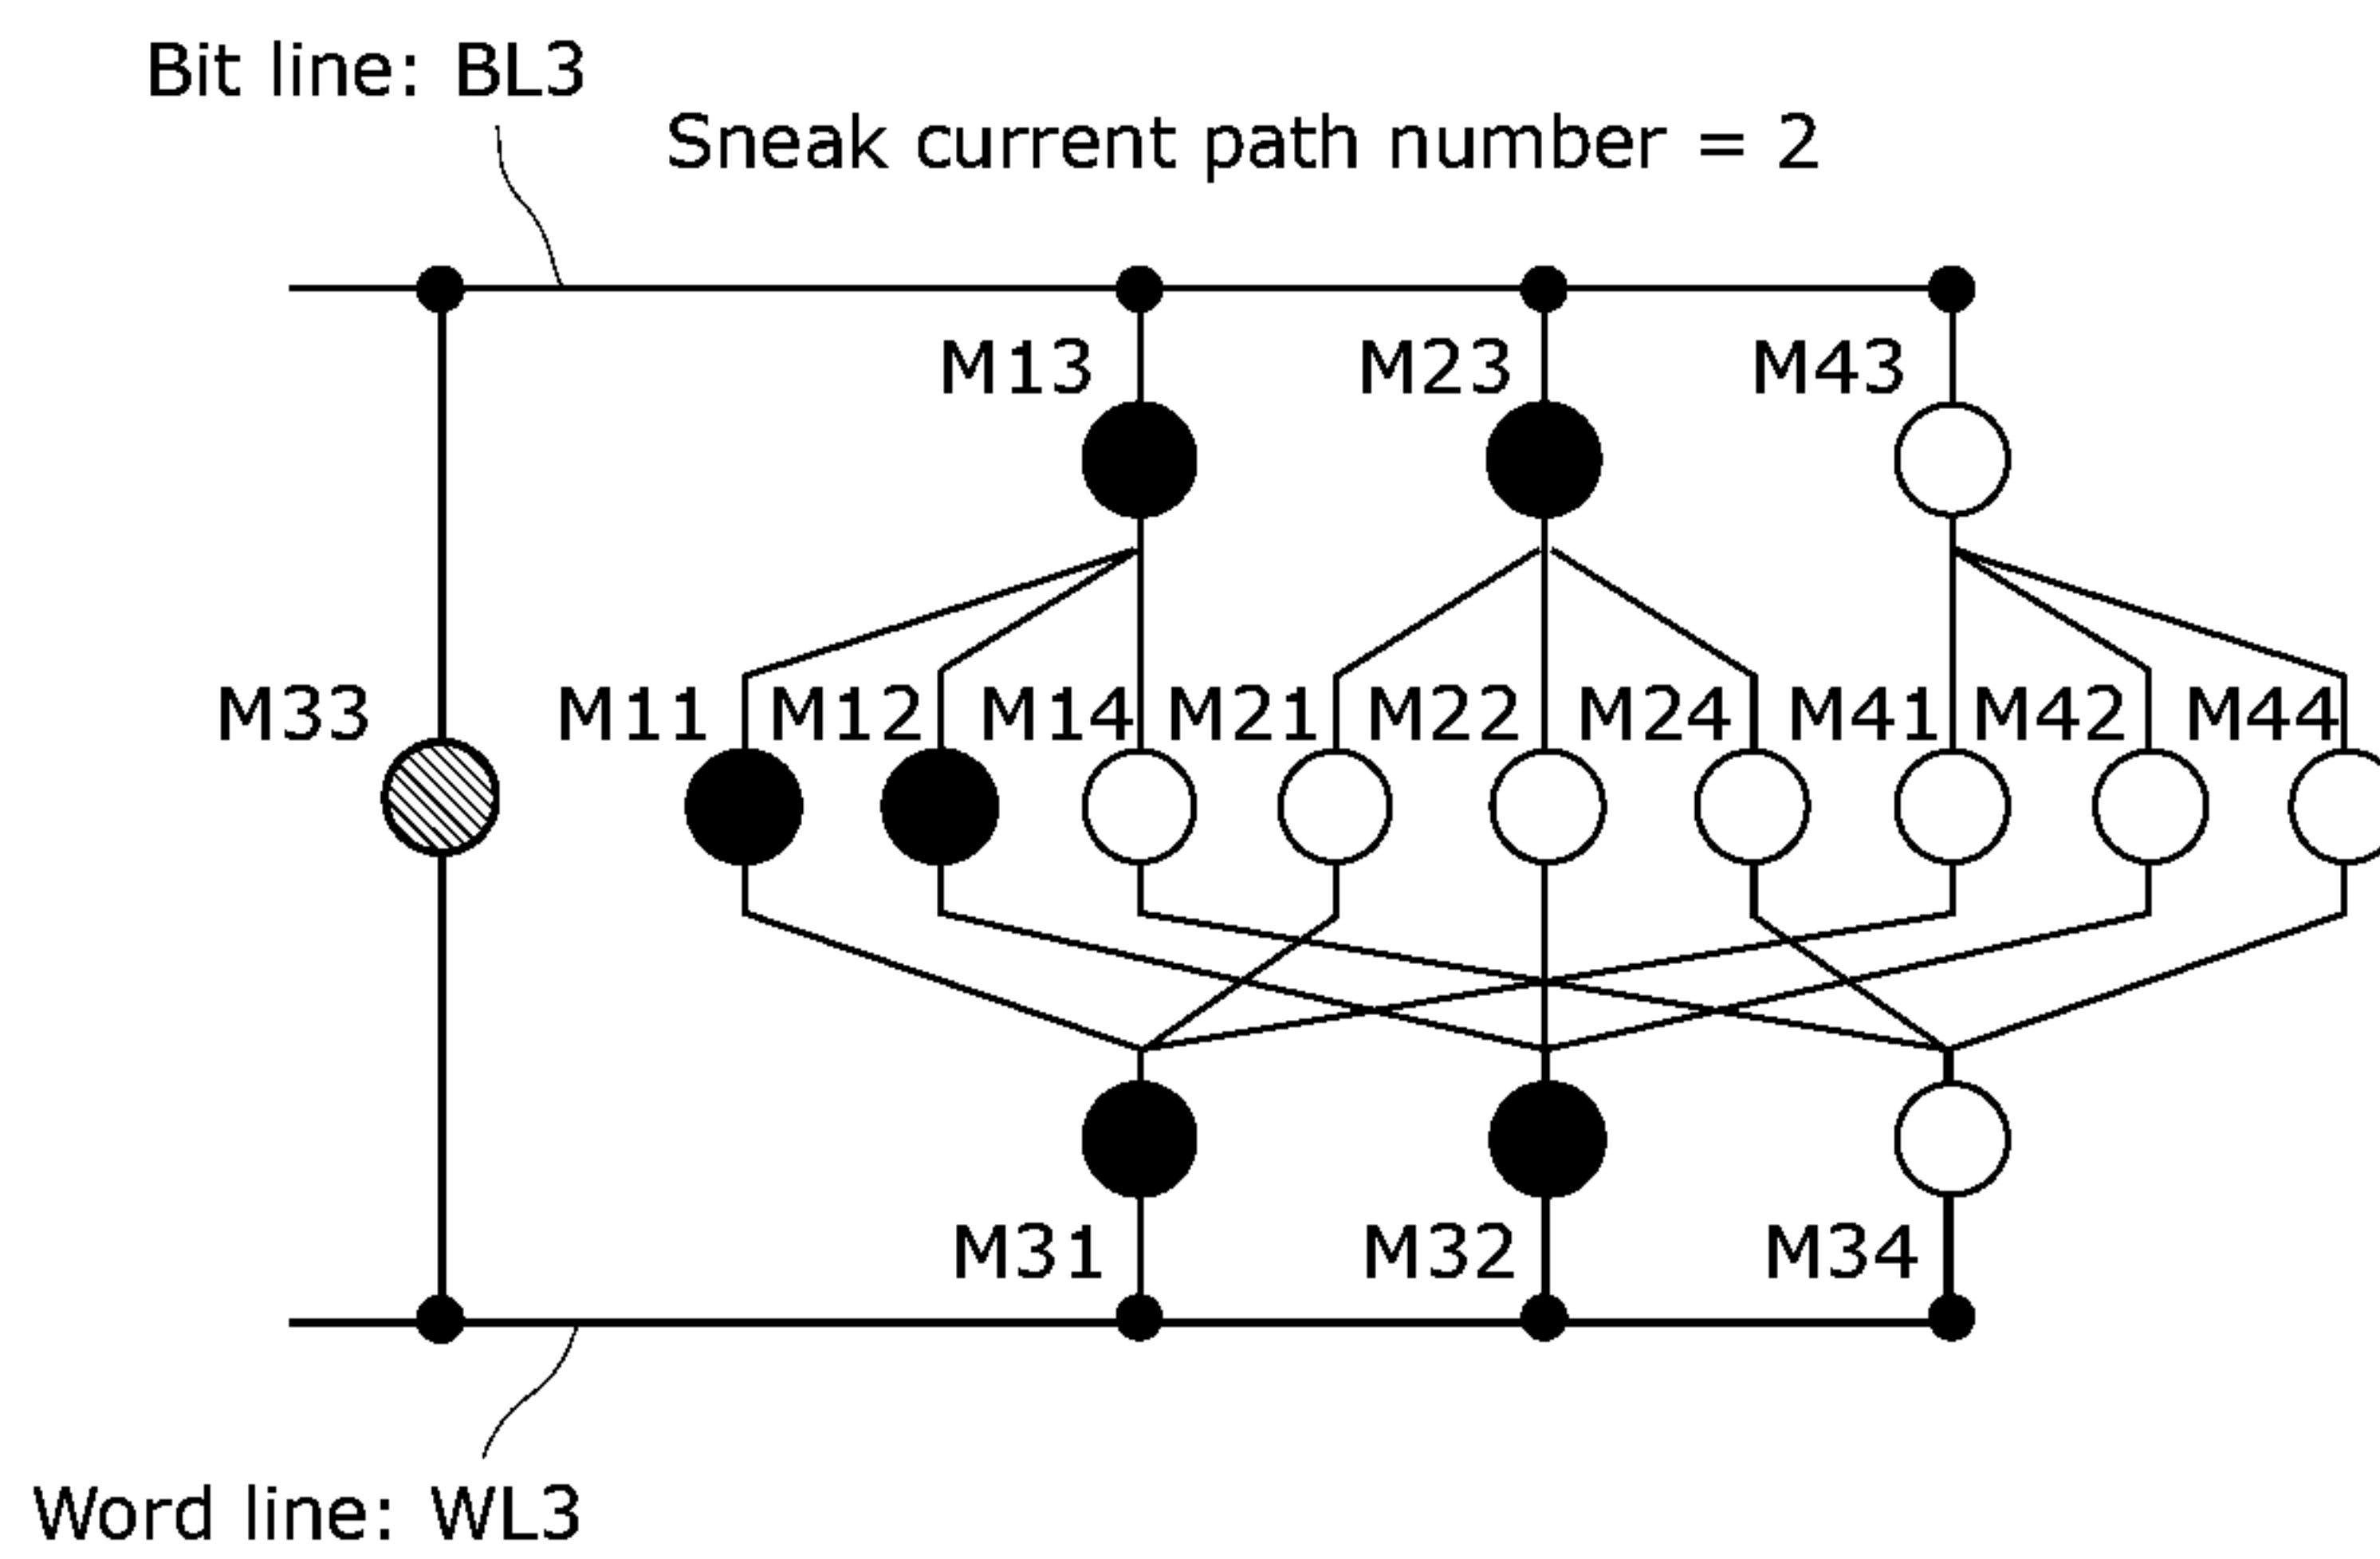 Bit line: BL3
Sneak current path number = 2
M13 M23 M43
M33 M11 M12 M14 M21 M22 M24 M41 M42 M44
M31 M32 M34
Word line: WL3